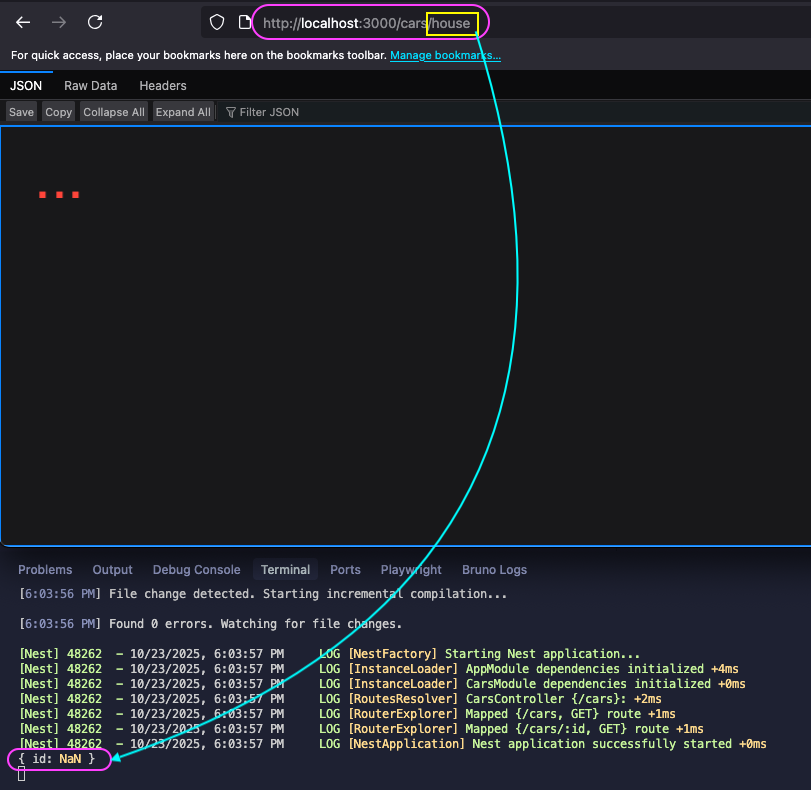 http://localhost:3000/cars/house
For quick access, place your bookmarks here on the bookmarks toolbar. Manage bookmarks...
JSON Raw Data Headers
Save Copy Collapse All Expand All Filter JSON
...
Problems Output Debug Console Terminal Ports Playwright Bruno Logs
[6:03:56 PM] File change detected. Starting incremental compilation...
[6:03:56 PM] Found 0 errors. Watching for file changes.
[Nest] 48262  - 10/23/2025, 6:03:57 PM     LOG [NestFactory] Starting Nest application...
[Nest] 48262  - 10/23/2025, 6:03:57 PM     LOG [InstanceLoader] AppModule dependencies initialized +4ms
[Nest] 48262  - 10/23/2025, 6:03:57 PM     LOG [InstanceLoader] CarsModule dependencies initialized +0ms
[Nest] 48262  - 10/23/2025, 6:03:57 PM     LOG [RoutesResolver] CarsController {/cars}: +2ms
[Nest] 48262  - 10/23/2025, 6:03:57 PM     LOG [RouterExplorer] Mapped {/cars, GET} route +1ms
[Nest] 48262  - 10/23/2025, 6:03:57 PM     LOG [RouterExplorer] Mapped {/cars/:id, GET} route +1ms
[Nest] 48262  - 10/23/2025, 6:03:57 PM     LOG [NestApplication] Nest application successfully started +0ms
{ id: NaN }